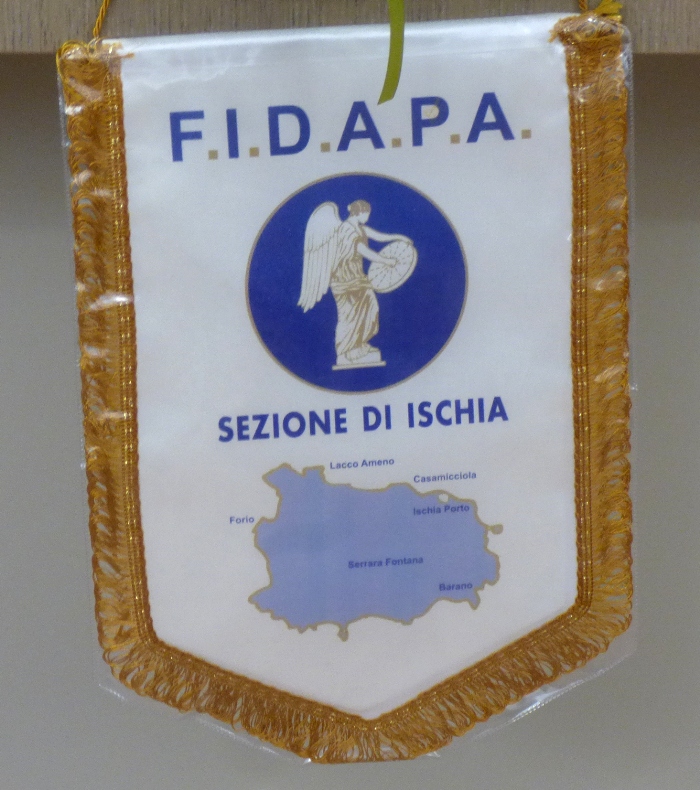 F.I.D.A.P.A.
SEZIONE DI ISCHIA
Lacco Ameno
Casamicciola
Ischia Porto
Forio
Serrara Fontana
Barano